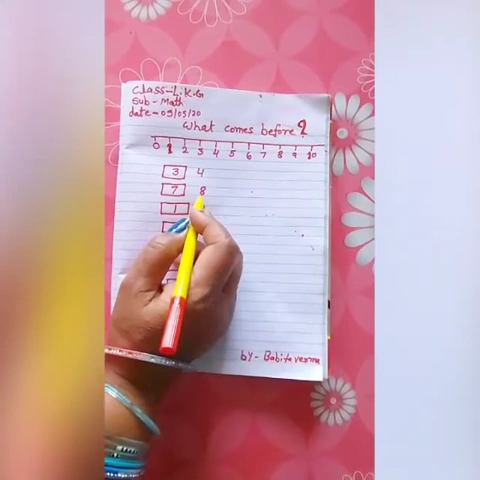 Class-L.K.G
Sub- Math
date-09/05/20
What comes before?
0 1 2 3 4 5 6 7 8 9 10
3 4
7 8
1
by- Babita verma